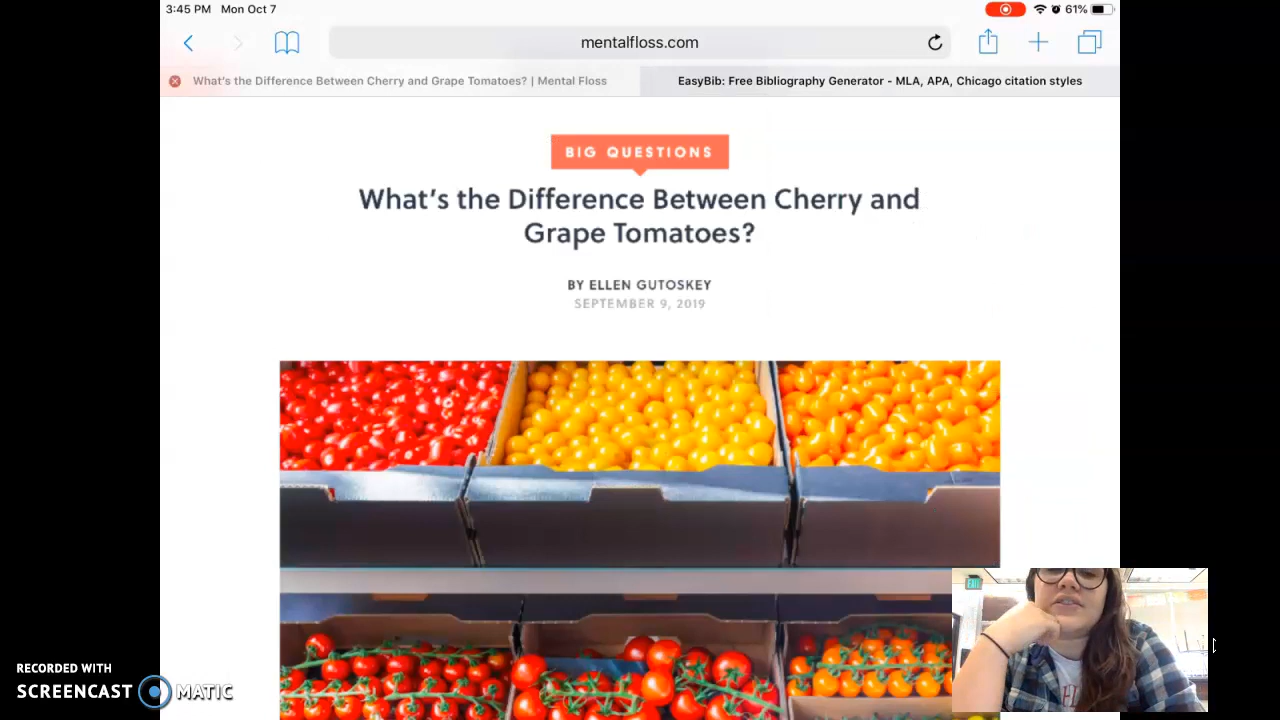 3:45 PM Mon Oct 7
61%
mentalfloss.com
What's the Difference Between Cherry and Grape Tomatoes? | Mental Floss
EasyBib: Free Bibliography Generator - MLA, APA, Chicago citation styles
BIG QUESTIONS
What's the Difference Between Cherry and
Grape Tomatoes?
BY ELLEN GUTOSKEY
SEPTEMBER 9, 2019
EXIT
RECORDED WITH
SCREENCAST MATIC